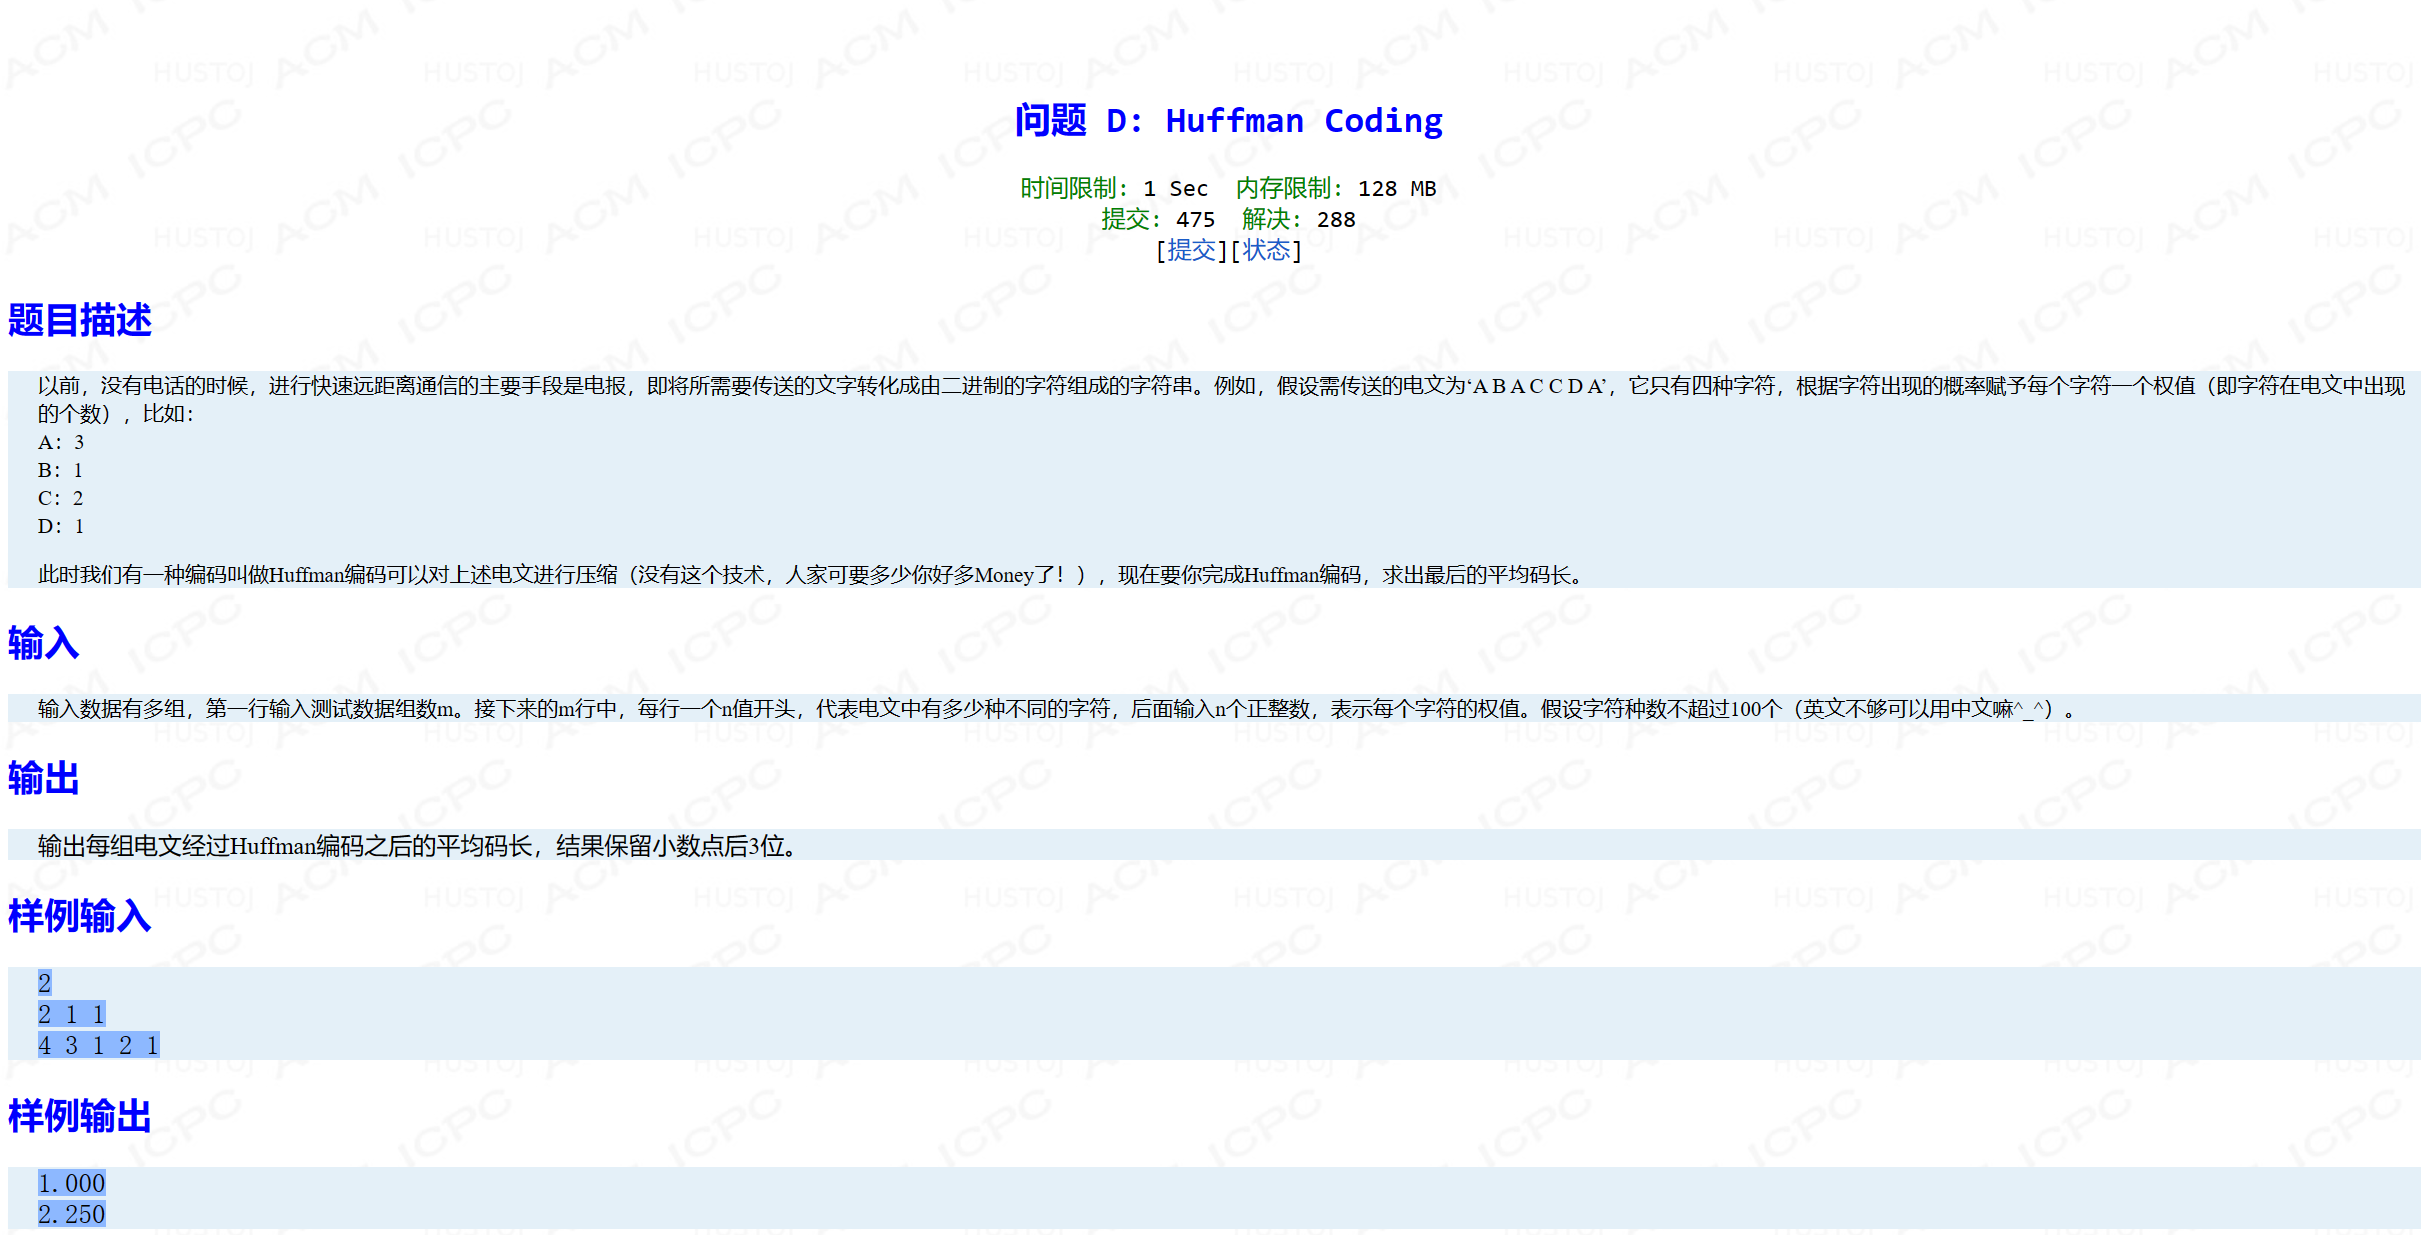 问题 D: Huffman Coding
时间限制: 1 Sec  内存限制: 128 MB
提交: 475  解决: 288
[提交][状态]
题目描述
以前，没有电话的时候，进行快速远距离通信的主要手段是电报，即将所需要传送的文字转化成由二进制的字符组成的字符串。例如，假设需传送的电文为‘A B A C C D A’，它只有四种字符，根据字符出现的概率赋予每个字符一个权值（即字符在电文中出现
的个数），比如：
A：3
B：1
C：2
D：1
此时我们有一种编码叫做Huffman编码可以对上述电文进行压缩（没有这个技术，人家可要多少你好多Money了！），现在要你完成Huffman编码，求出最后的平均码长。
输入
输入数据有多组，第一行输入测试数据组数m。接下来的m行中，每行一个n值开头，代表电文中有多少种不同的字符，后面输入n个正整数，表示每个字符的权值。假设字符种数不超过100个（英文不够可以用中文嘛^_^）。
输出
输出每组电文经过Huffman编码之后的平均码长，结果保留小数点后3位。
样例输入
2
2 1 1
4 3 1 2 1
样例输出
1.000
2.250